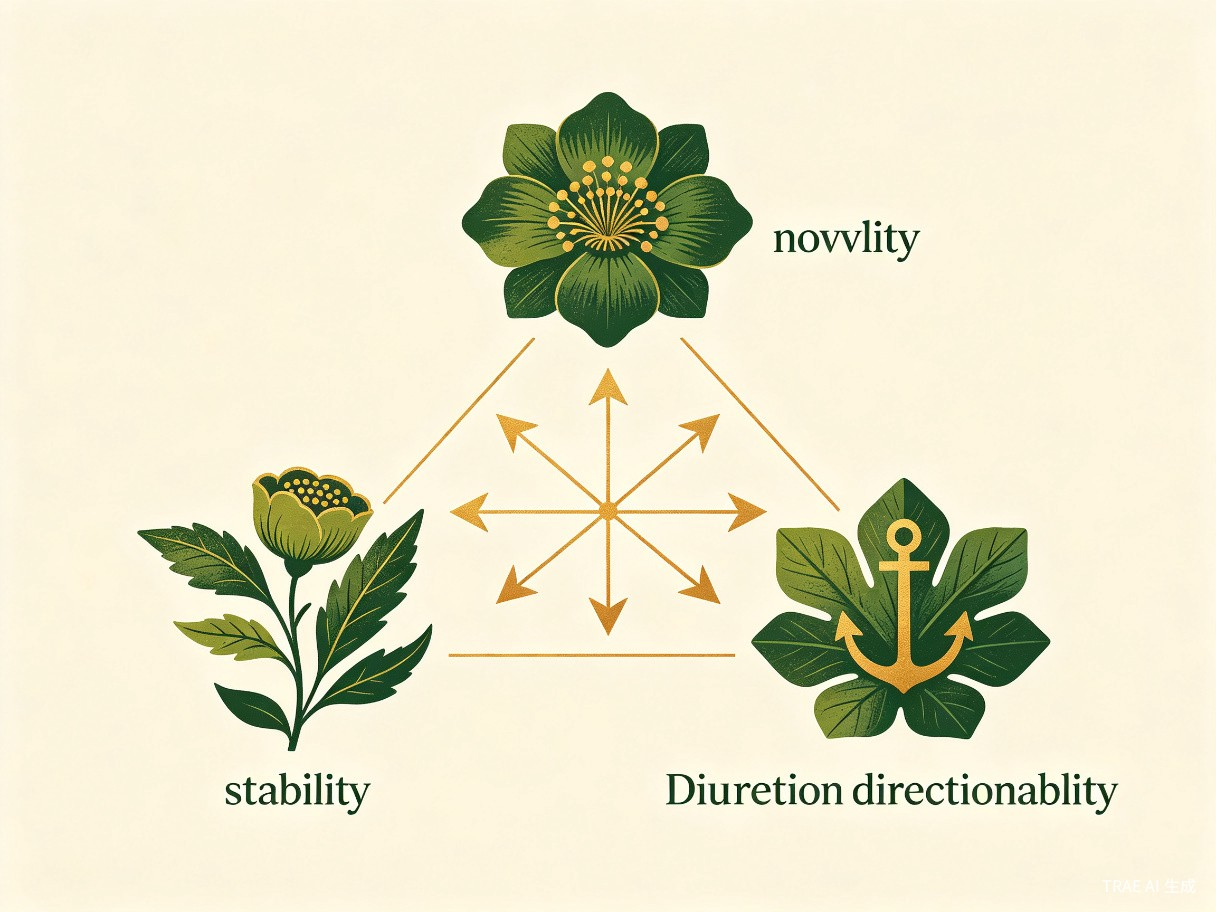 novvlity
stability
Diuretion directionablity
TRAE AI 生成